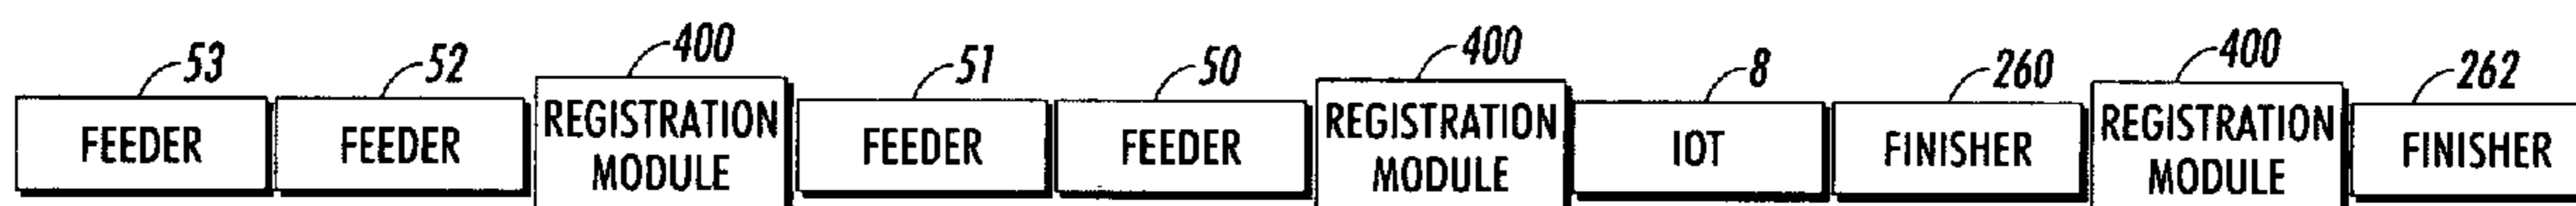 53 52 400 51 50 400 8 260 400 262
FEEDER FEEDER REGISTRATION MODULE FEEDER FEEDER REGISTRATION MODULE IOT FINISHER REGISTRATION MODULE FINISHER